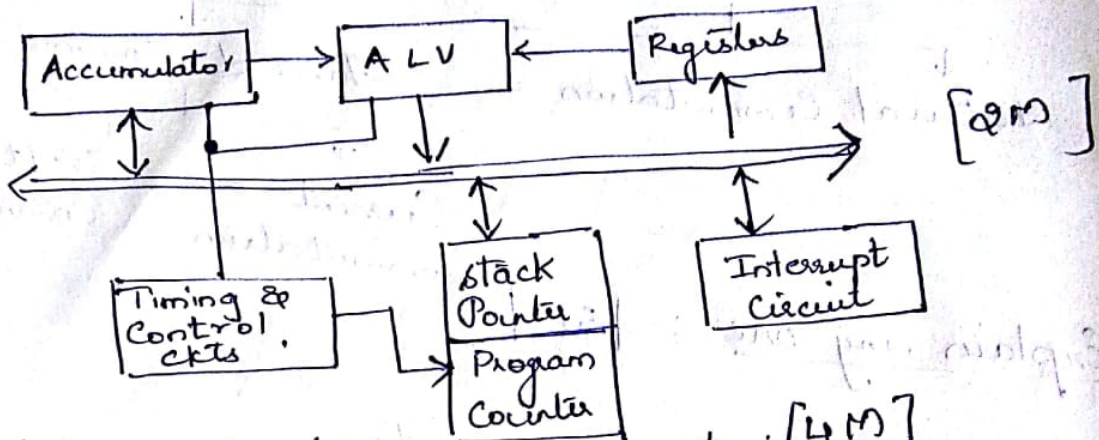 Accumulator
ALU
Registers
[2M]
Timing &
Control
ckts.
Stack
Pointer
Program
Counter
Interrupt
Circuit
[4M]